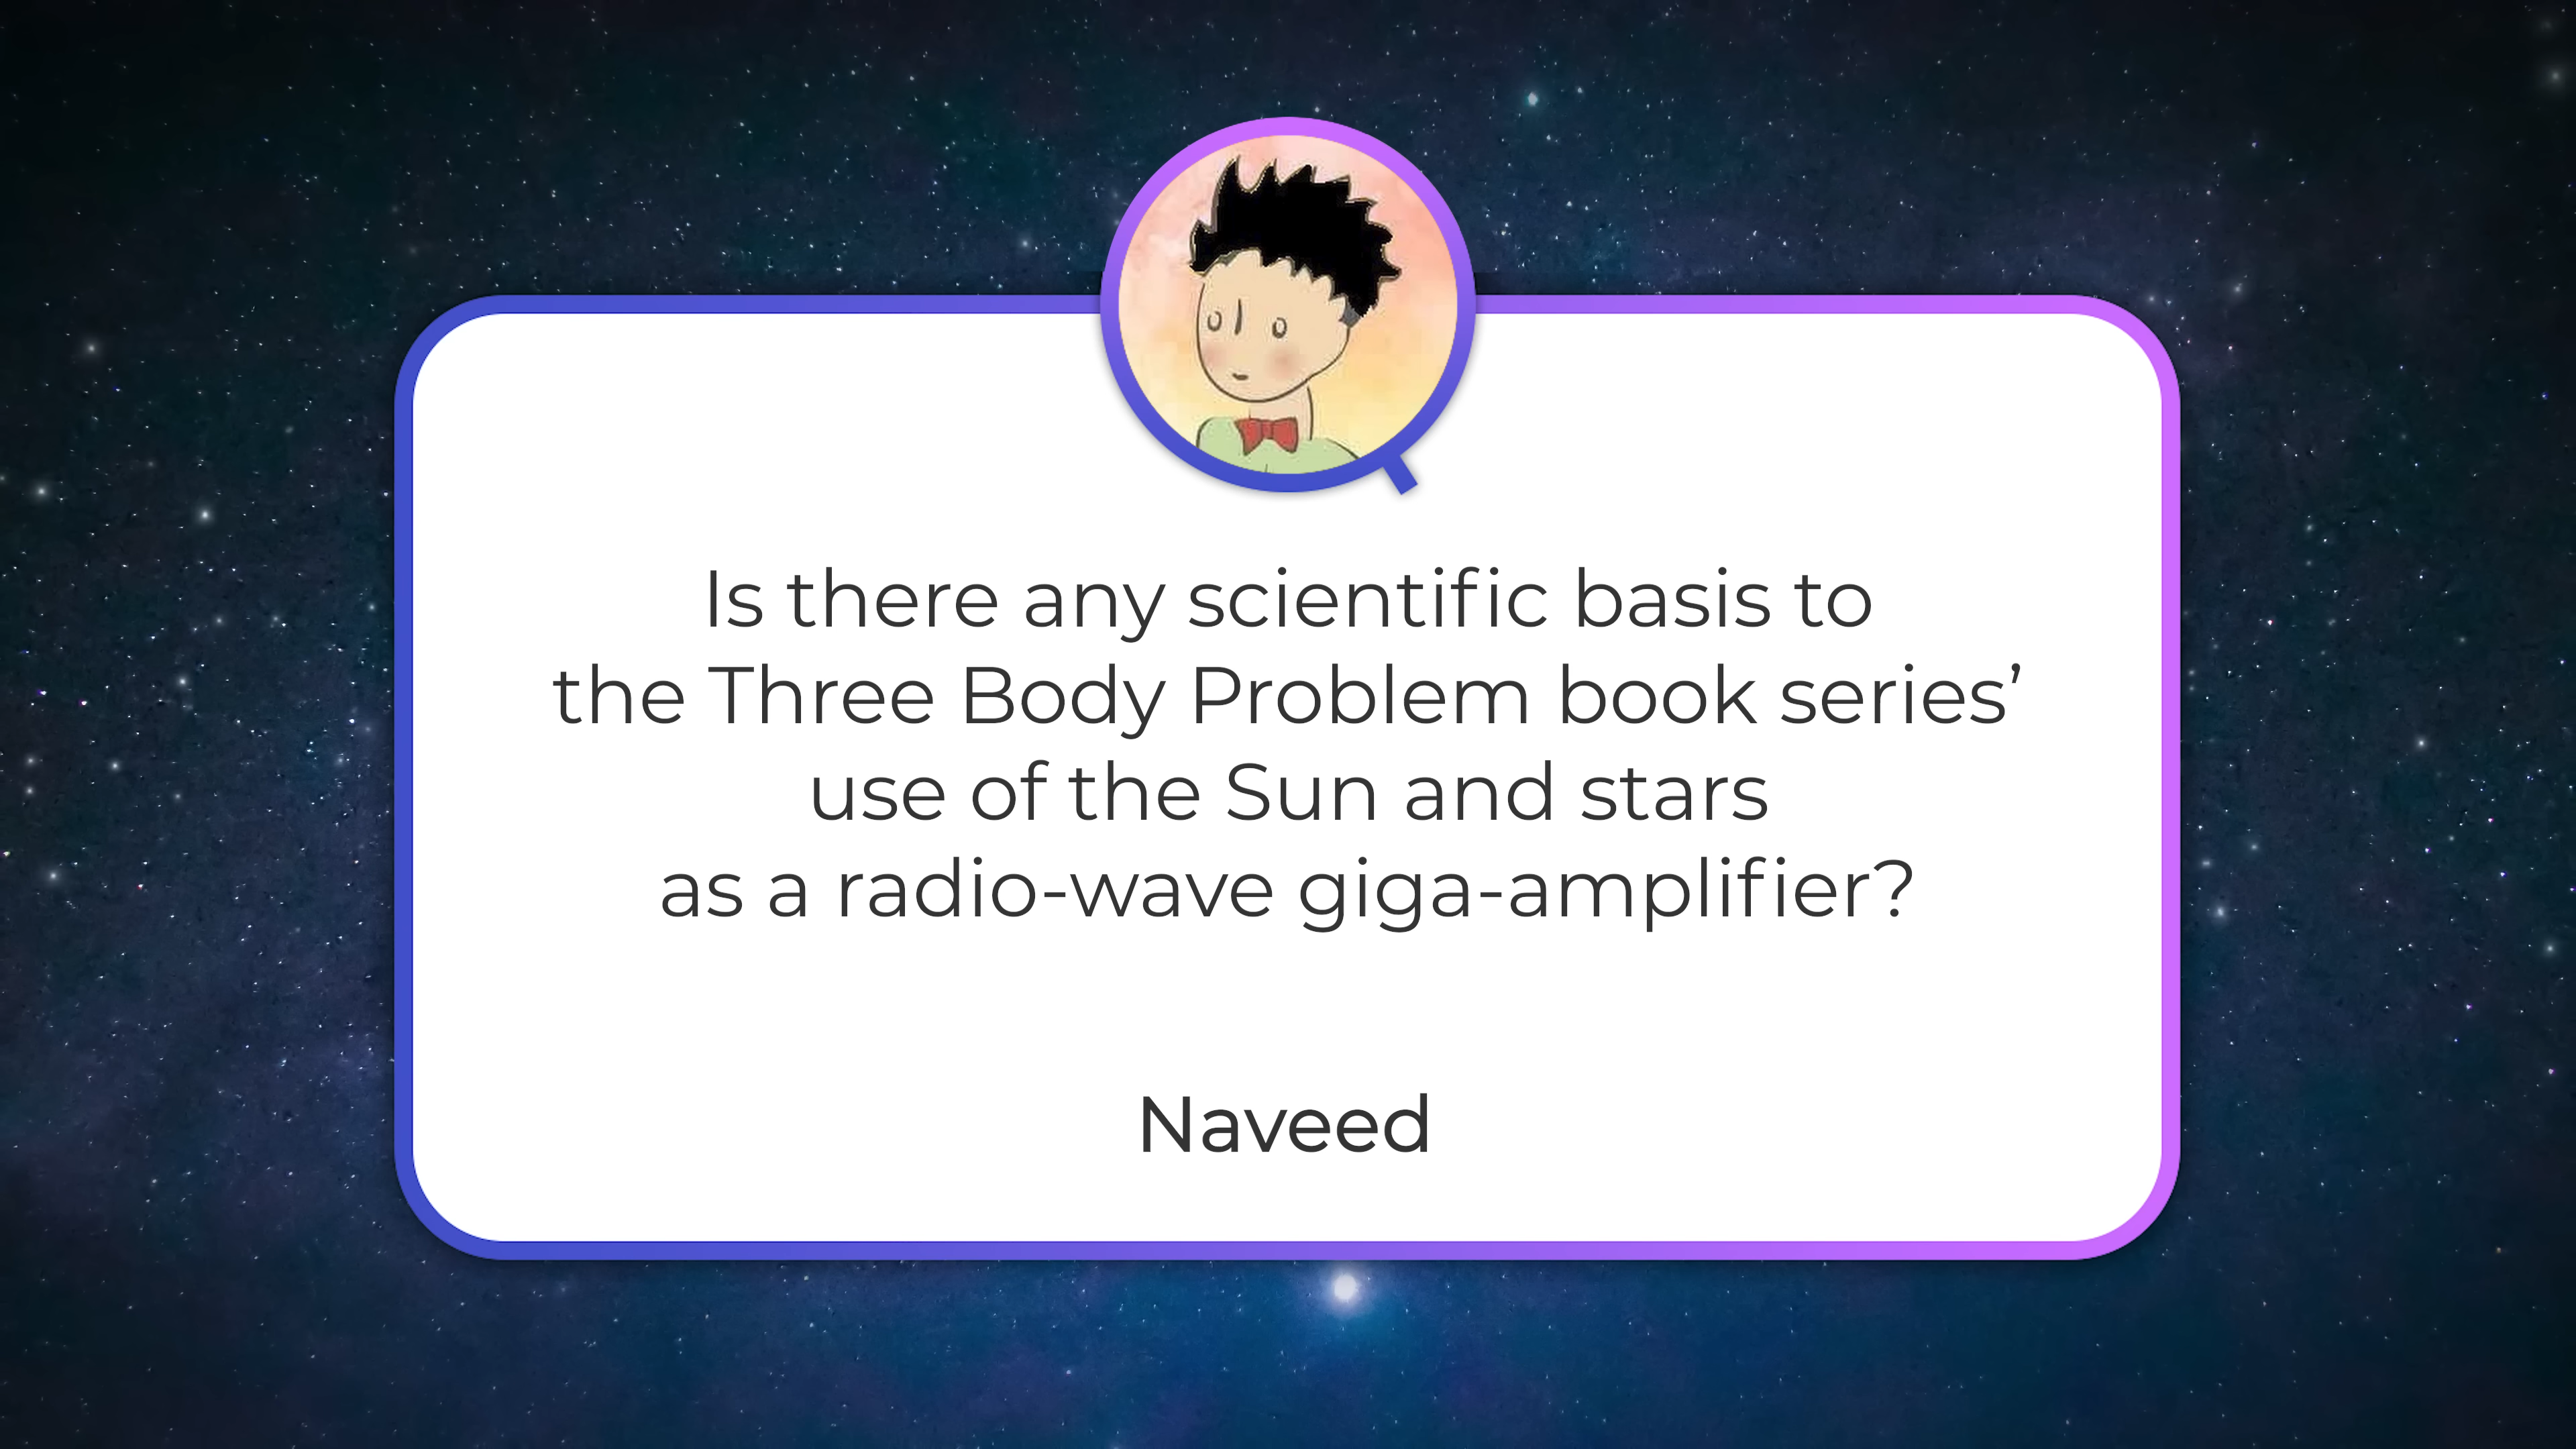 Is there any scientific basis to
the Three Body Problem book series’
use of the Sun and stars
as a radio-wave giga-amplifier?
Naveed